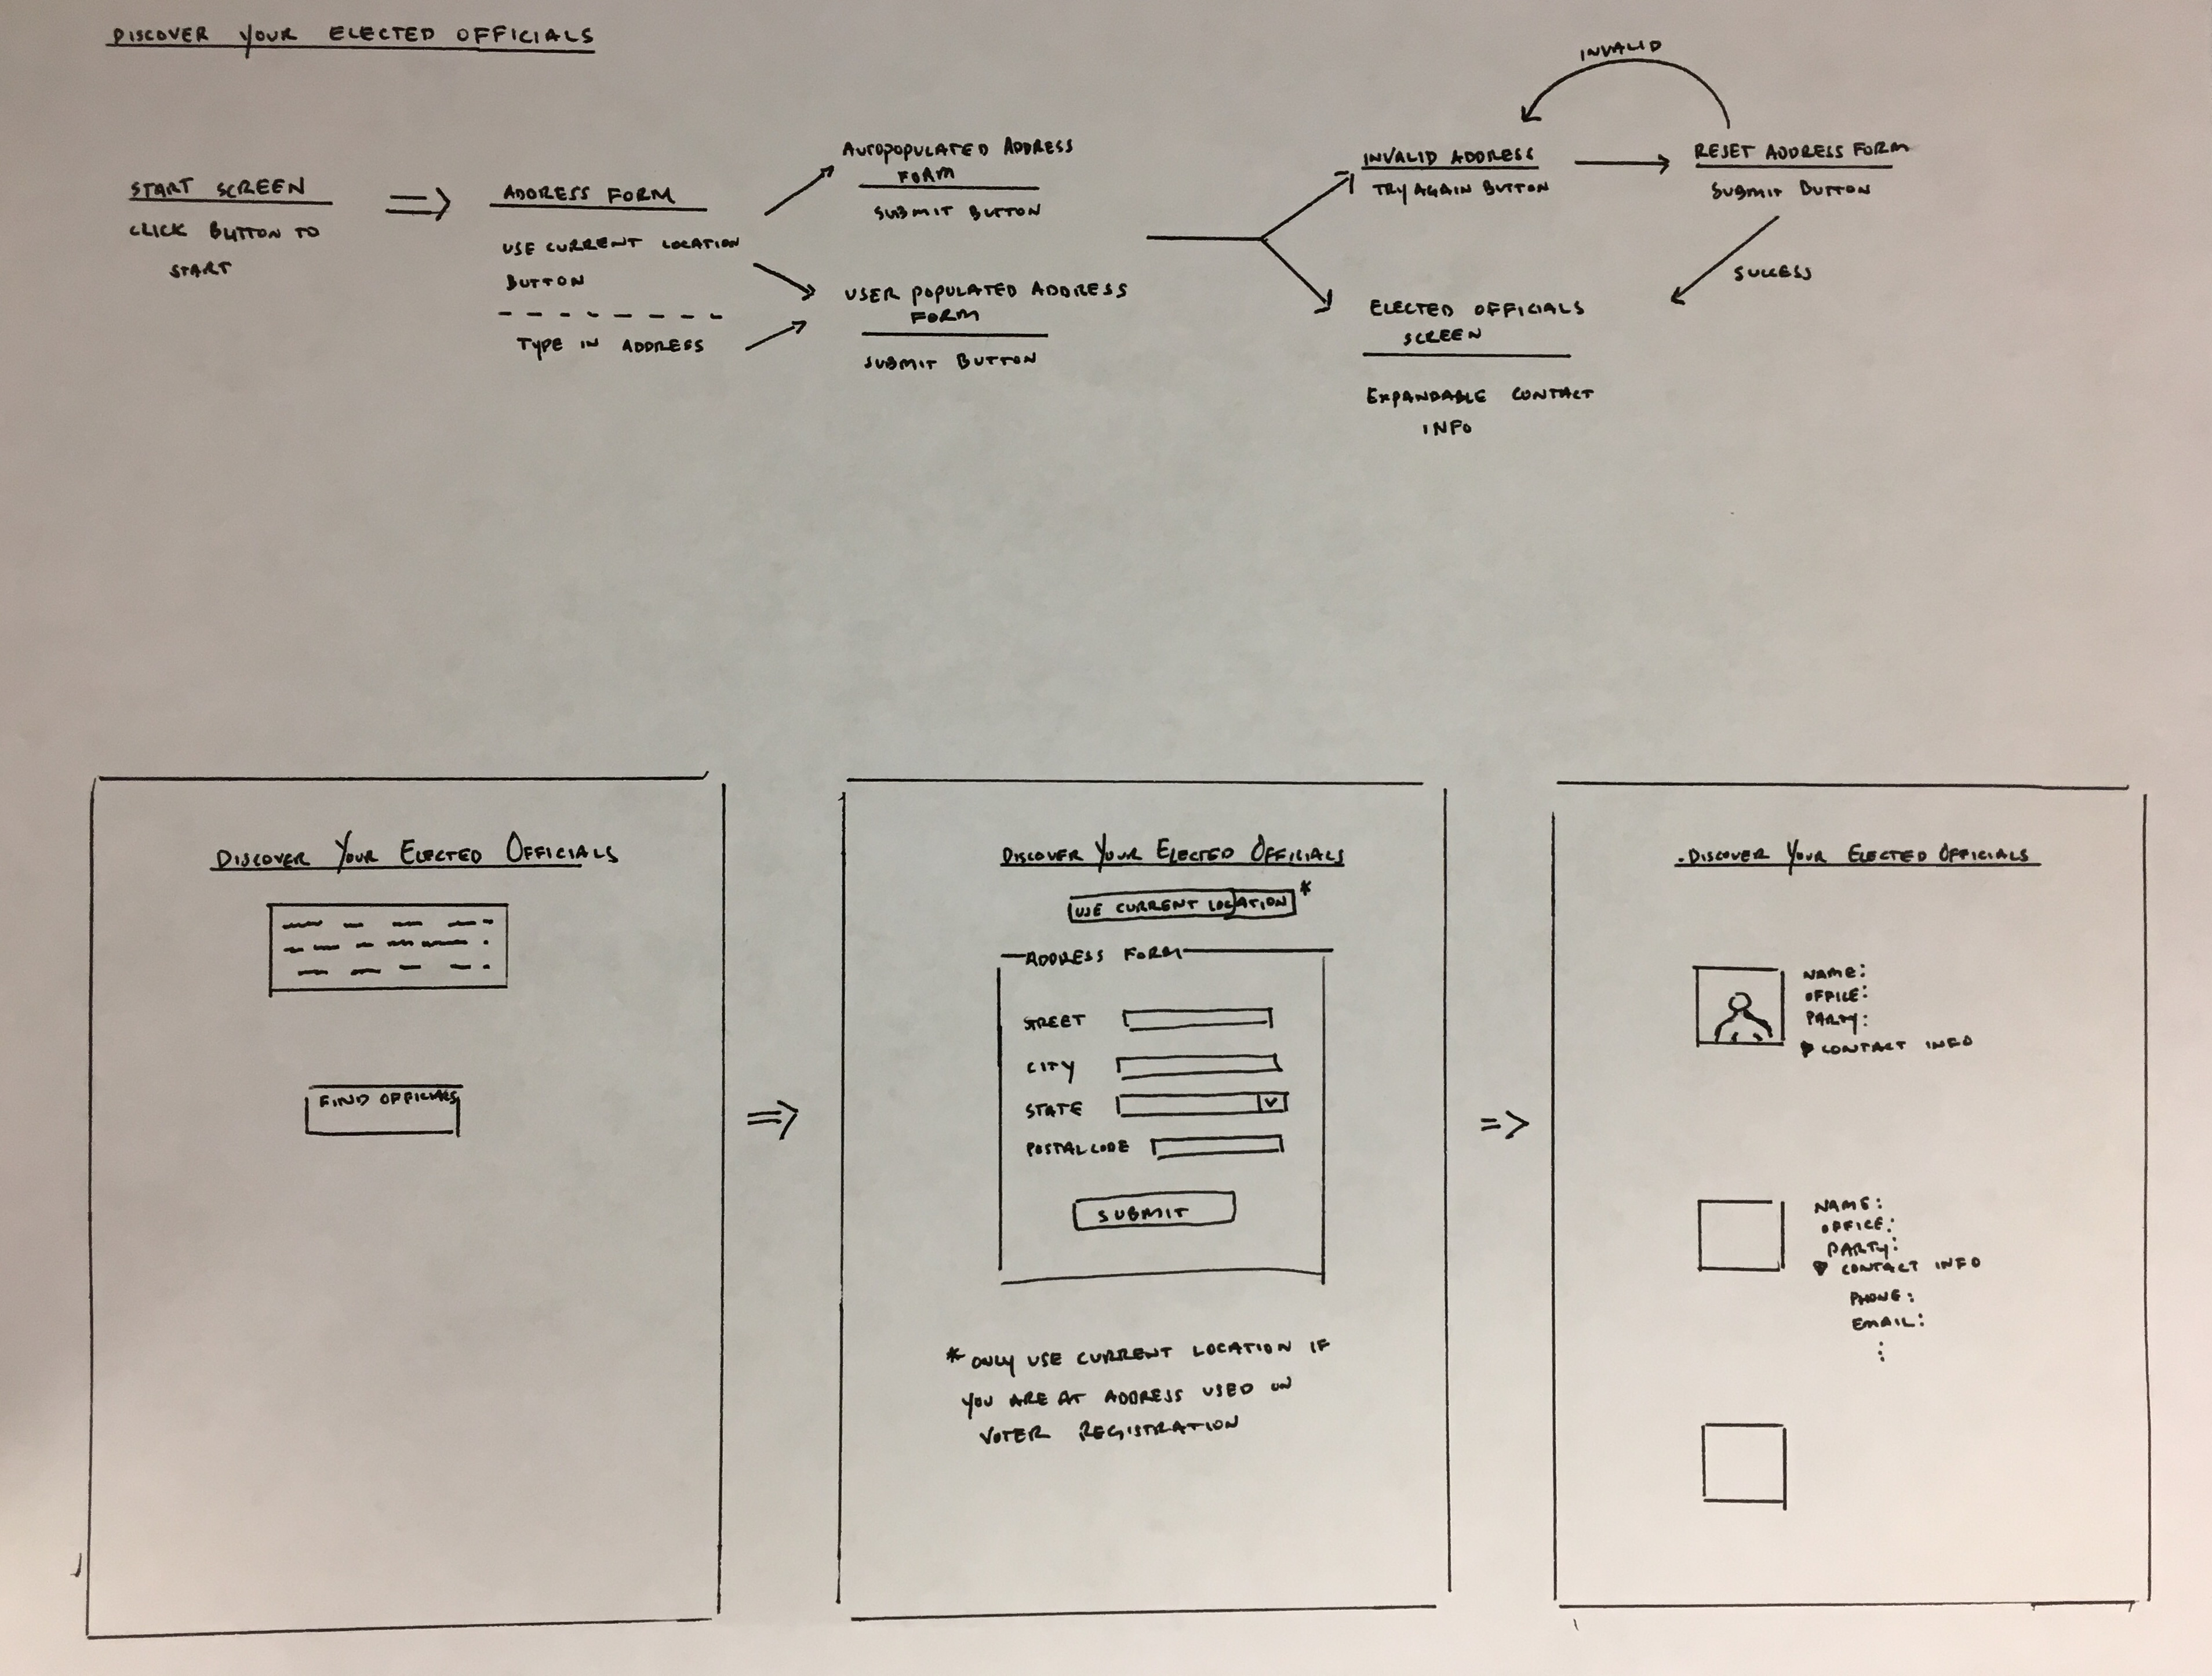 DISCOVER YOUR ELECTED OFFICIALS
START SCREEN
CLICK BUTTON TO
START
ADDRESS FORM
USE CURRENT LOCATION
BUTTON
TYPE IN ADDRESS
AUTOPOPULATED ADDRESS
FORM
SUBMIT BUTTON
USER POPULATED ADDRESS
FORM
SUBMIT BUTTON
INVALID
INVALID ADDRESS
TRY AGAIN BUTTON
RESET ADDRESS FORM
SUBMIT BUTTON
SUCCESS
ELECTED OFFICIALS
SCREEN
EXPANDABLE CONTACT
INFO
DISCOVER YOUR ELECTED OFFICIALS
FIND OFFICIALS
DISCOVER YOUR ELECTED OFFICIALS
USE CURRENT LOCATION *
ADDRESS FORM
STREET
CITY
STATE
POSTAL CODE
SUBMIT
* ONLY USE CURRENT LOCATION IF
YOU ARE AT ADDRESS USED ON
VOTER REGISTRATION
DISCOVER YOUR ELECTED OFFICIALS
NAME:
OFFICE:
PARTY:
CONTACT INFO
NAME:
OFFICE:
PARTY:
CONTACT INFO
PHONE:
EMAIL: